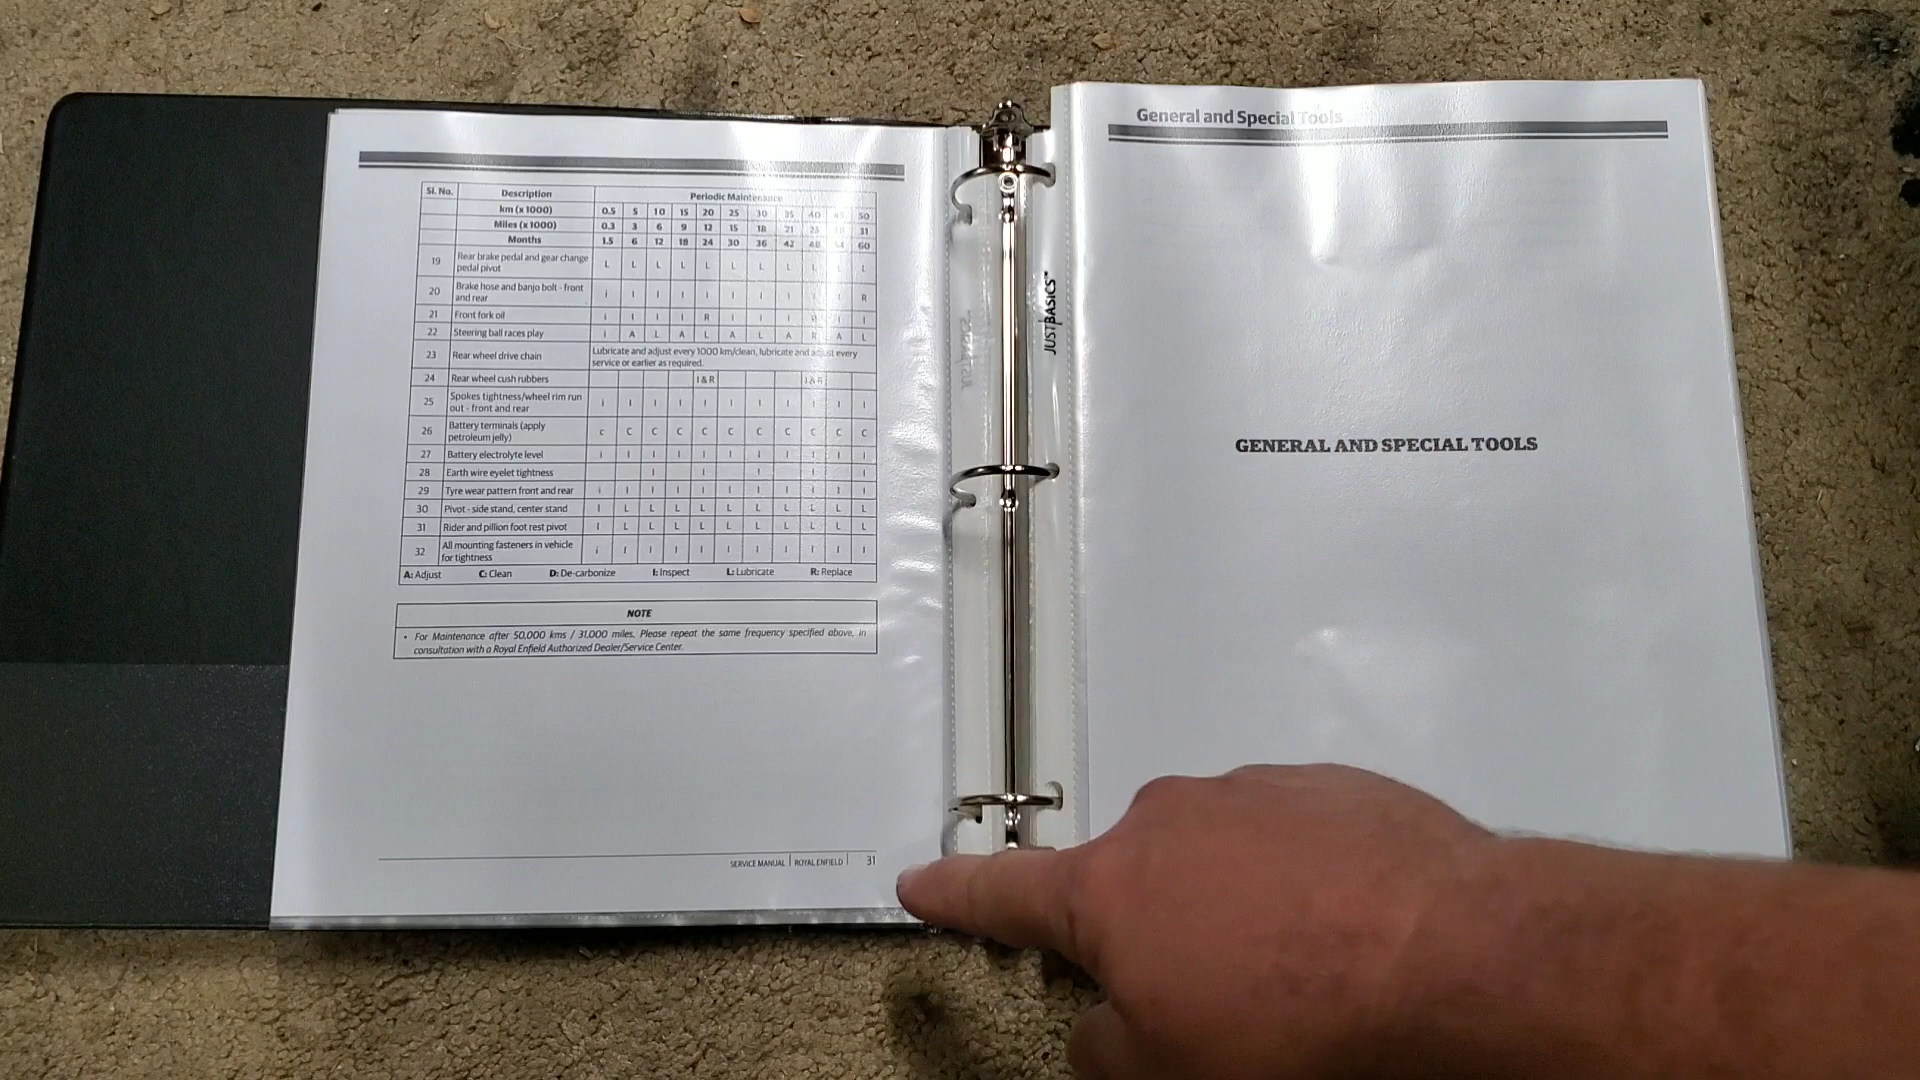 Sl. No. Description Periodic Maintenance
km (x 1000) 0.5 5 10 15 20 25 30 35 40 45 50
Miles (x 1000) 0.3 3 6 9 12 15 18 21 25 31
Months 1.5 6 12 18 24 30 36 42 48 54 60
19 Rear brake pedal and gear change
pedal pivot L L L L L L L L L L L
20 Brake hose and banjo bolt - front
and rear i I I I I I I I I I R
21 Front fork oil i I I I R I I I I I
22 Steering ball races play i A L A L A L A R A L
23 Rear wheel drive chain Lubricate and adjust every 1000 km/clean, lubricate and adjust every
service or earlier as required.
24 Rear wheel cush rubbers I & R I & R
25 Spokes tightness/wheel rim run
out - front and rear i I I I I I I I I I I
26 Battery terminals (apply
petroleum jelly) c C C C C C C C C C C
27 Battery electrolyte level i I I I I I I I I I I
28 Earth wire eyelet tightness I I I I I
29 Tyre wear pattern front and rear i I I I I I I I I I I
30 Pivot - side stand, center stand I L L L L L L L L L L
31 Rider and pillion foot rest pivot I L L L L L L L L L L
32 All mounting fasteners in vehicle
for tightness i I I I I I I I I I I
A: Adjust C: Clean D: De-carbonize I: Inspect L: Lubricate R: Replace
NOTE
• For Maintenance after 50,000 kms / 31,000 miles, Please repeat the same frequency specified above, in
consultation with a Royal Enfield Authorized Dealer/Service Center.
SERVICE MANUAL | ROYAL ENFIELD | 31
JUST BASICS™
General and Special Tools
GENERAL AND SPECIAL TOOLS